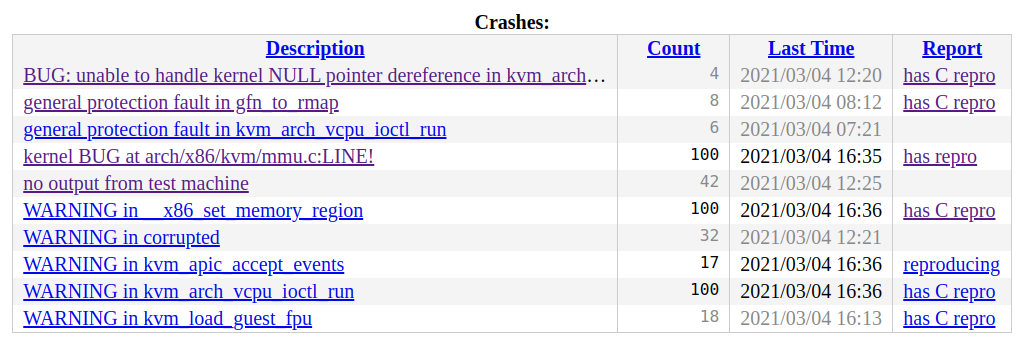 Crashes:
Description Count Last Time Report
BUG: unable to handle kernel NULL pointer dereference in kvm_arch… 4 2021/03/04 12:20 has C repro
general protection fault in gfn_to_rmap 8 2021/03/04 08:12 has C repro
general protection fault in kvm_arch_vcpu_ioctl_run 6 2021/03/04 07:21
kernel BUG at arch/x86/kvm/mmu.c:LINE! 100 2021/03/04 16:35 has repro
no output from test machine 42 2021/03/04 12:25
WARNING in __x86_set_memory_region 100 2021/03/04 16:36 has C repro
WARNING in corrupted 32 2021/03/04 12:21
WARNING in kvm_apic_accept_events 17 2021/03/04 16:36 reproducing
WARNING in kvm_arch_vcpu_ioctl_run 100 2021/03/04 16:36 has C repro
WARNING in kvm_load_guest_fpu 18 2021/03/04 16:13 has C repro